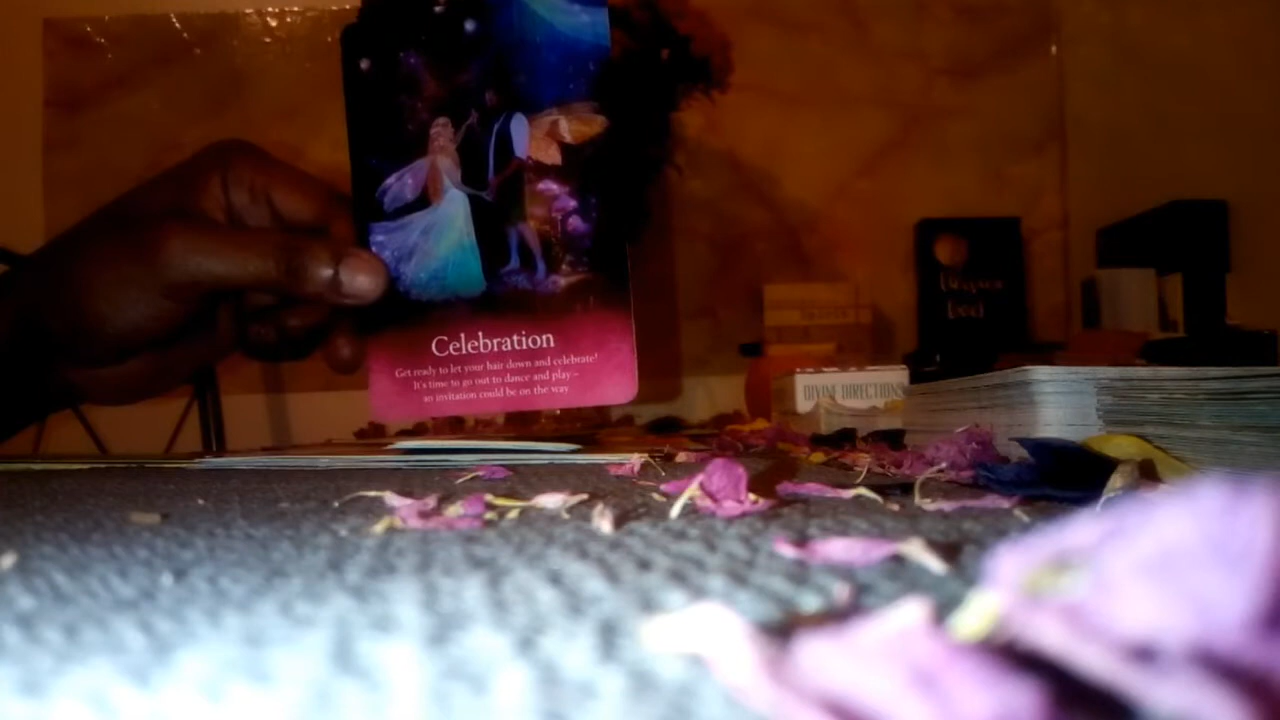 Celebration
Get ready to let your hair down and celebrate!
It's time to go out to dance and play –
an invitation could be on the way
DIVINE DIRECTIONS